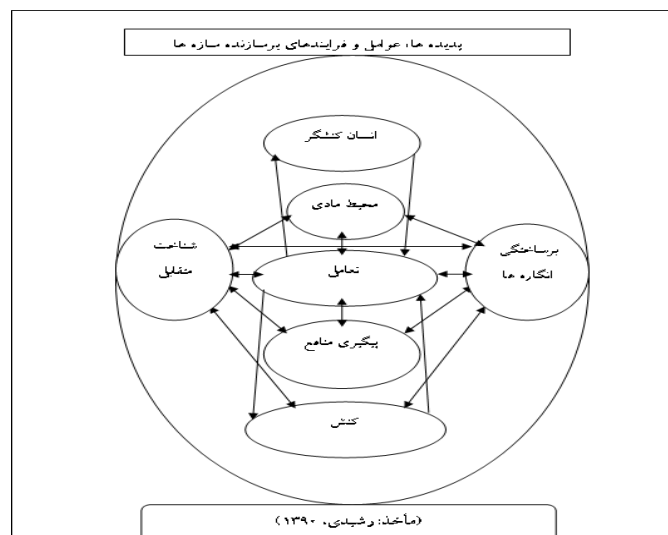 پدیده ها، عوامل و فرایندهای برسازنده سازه ها
انسان کنشگر
محیط مادی
شناخت
متقابل
تعامل
برساختگی
انگاره ها
پیگیری منافع
کنش
(مأخذ: رشیدی، ۱۳۹۰)